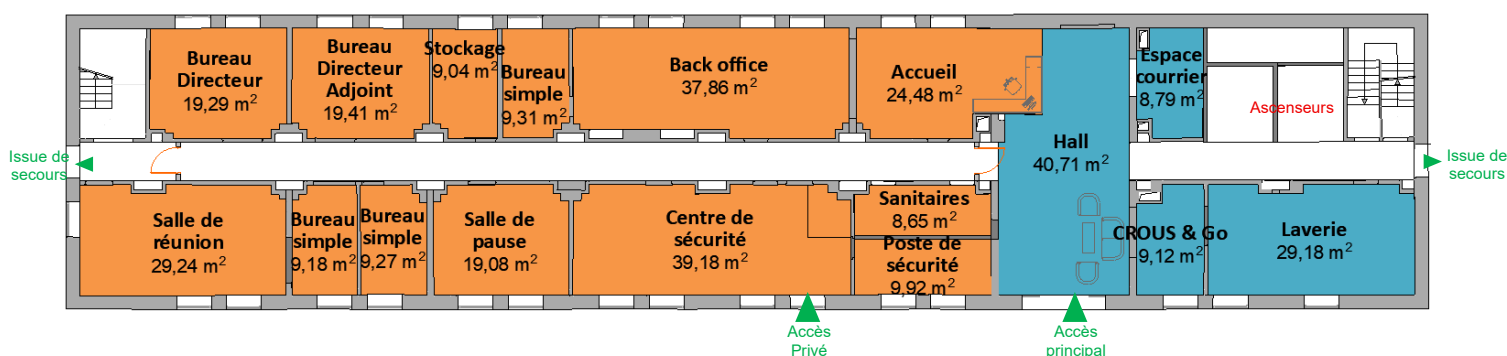 Bureau
Directeur
19,29 m²
Bureau
Directeur
Adjoint
19,41 m²
Stockage
9,04 m²
Bureau
simple
9,31 m²
Back office
37,86 m²
Accueil
24,48 m²
Hall
40,71 m²
Espace
courrier
8,79 m²
Ascenseurs
Issue de
secours
Issue de
secours
Salle de
réunion
29,24 m²
Bureau
simple
9,18 m²
Bureau
simple
9,27 m²
Salle de
pause
19,08 m²
Centre de
sécurité
39,18 m²
Sanitaires
8,65 m²
Poste de
sécurité
9,92 m²
CROUS & Go
9,12 m²
Laverie
29,18 m²
Accès
Privé
Accès
principal